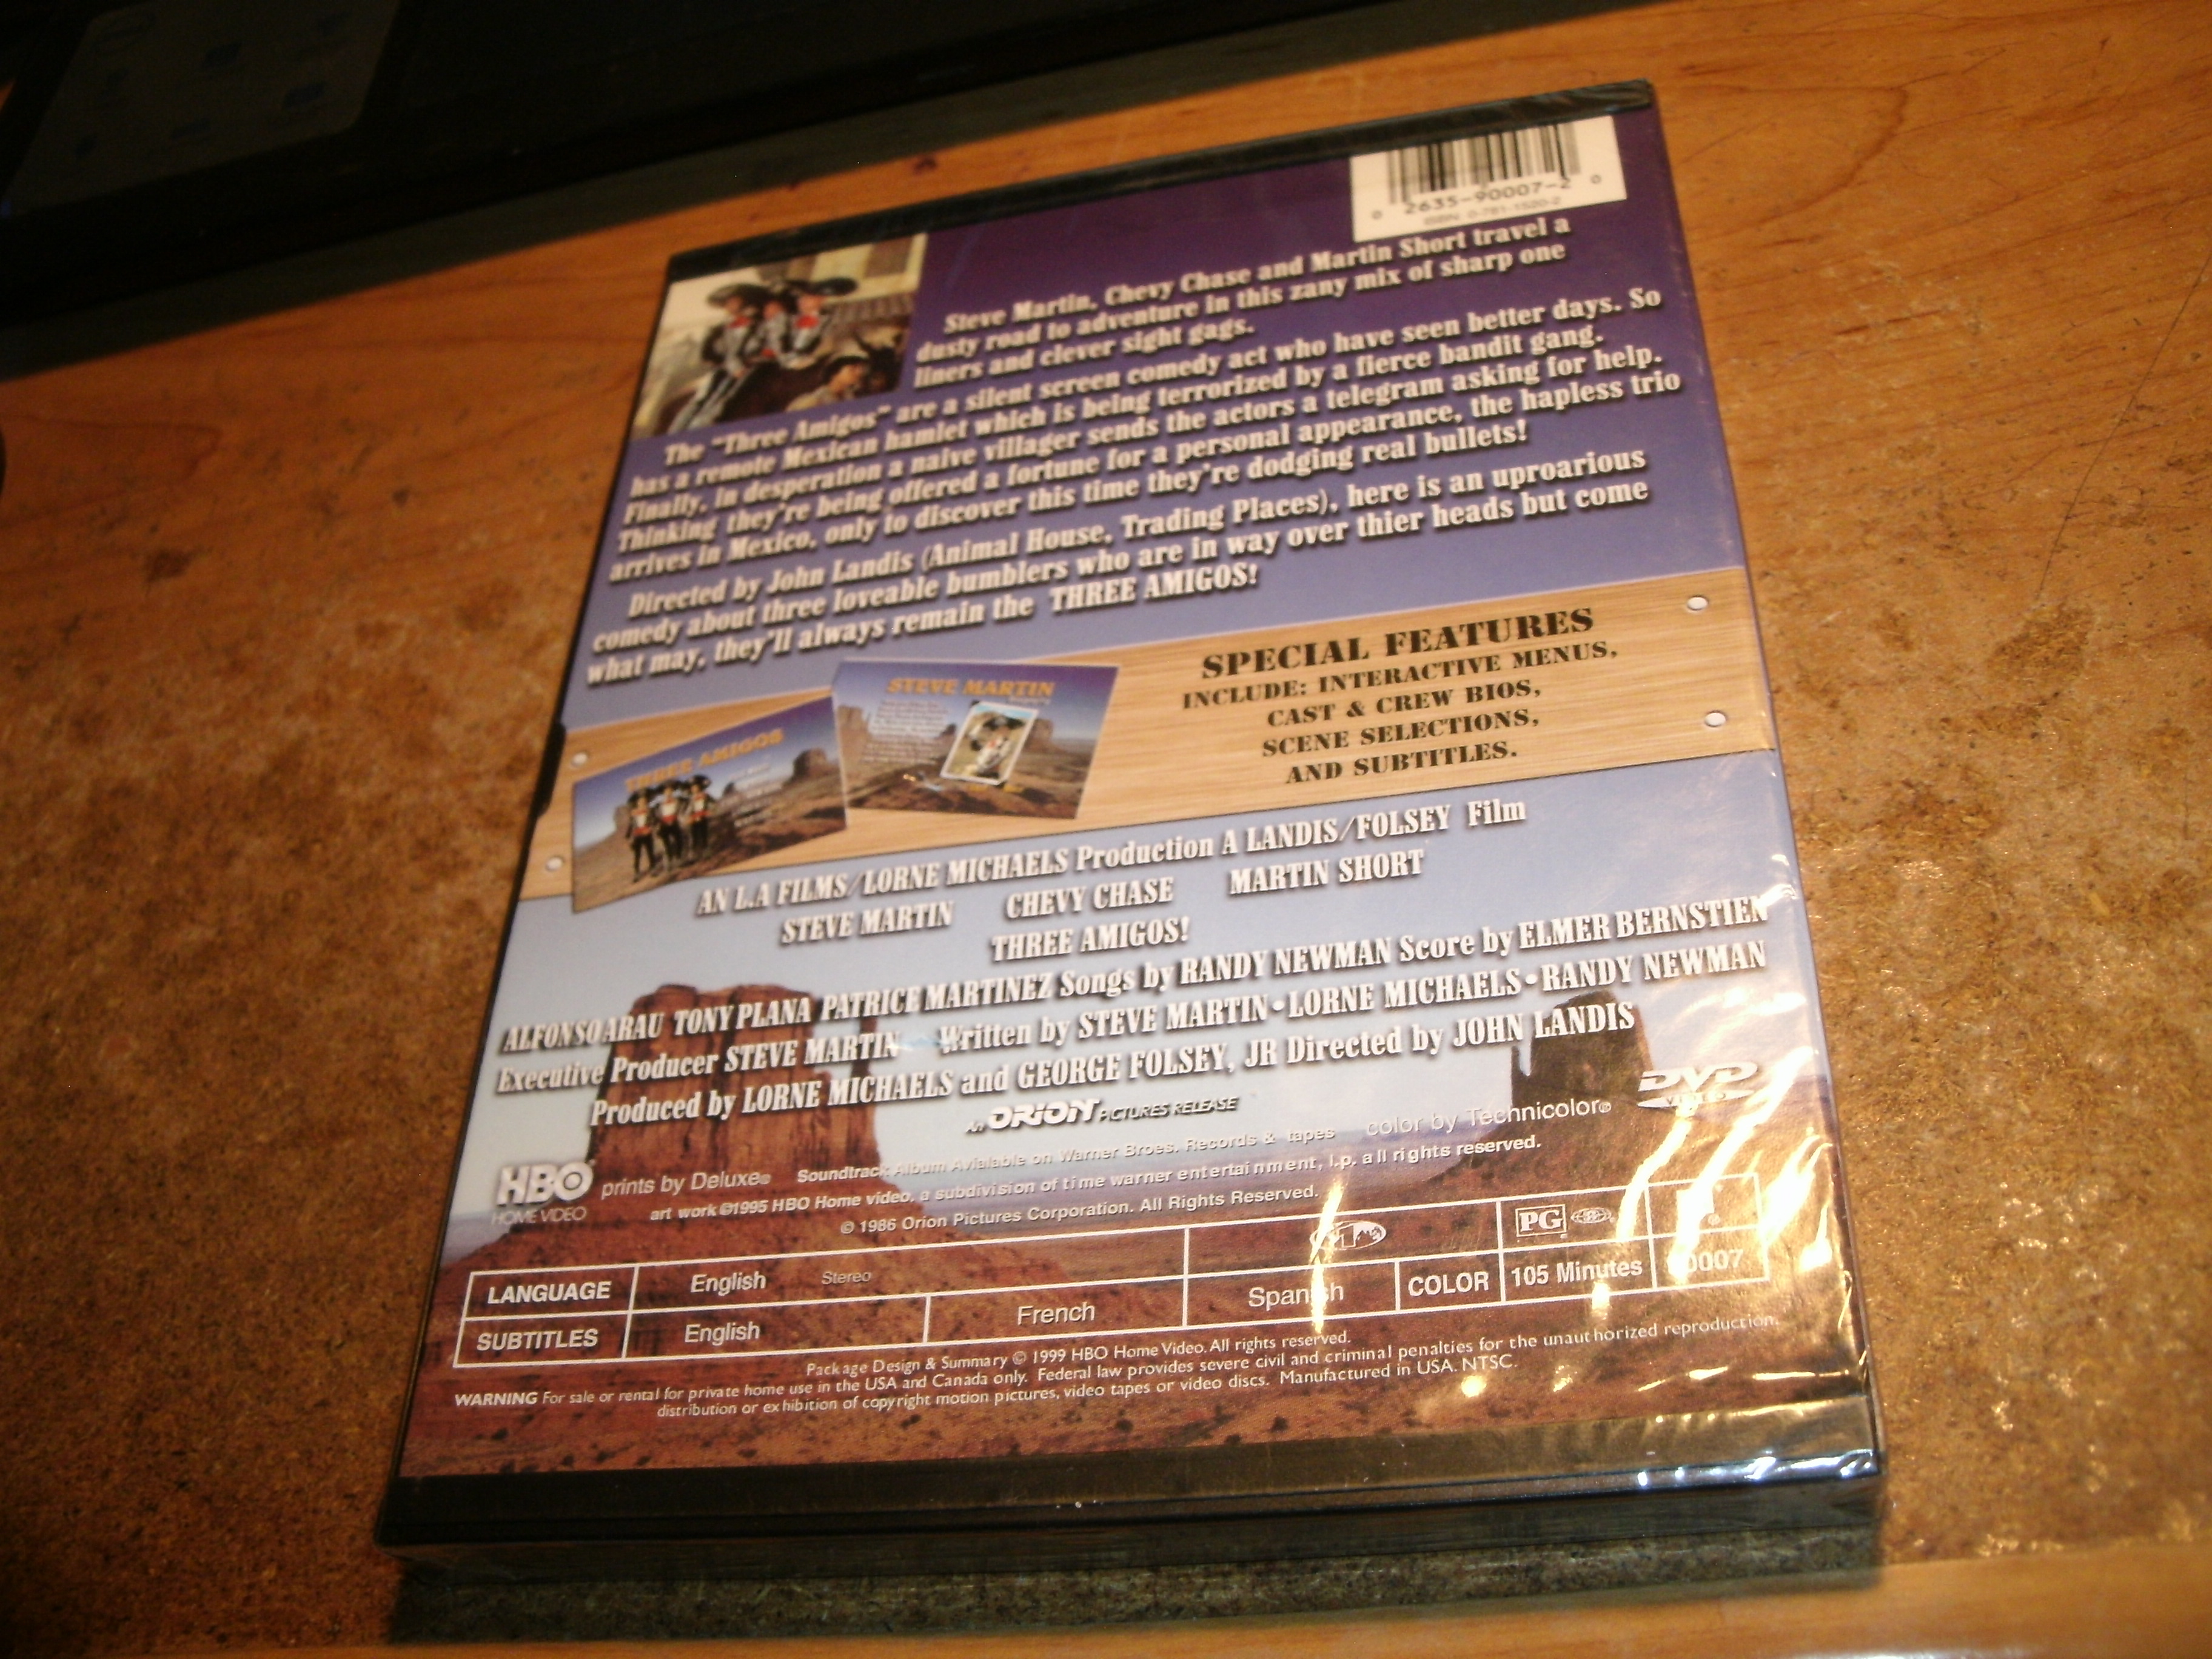 0 2635-90007-2 0
Steve Martin, Chevy Chase and Martin Short travel a
dusty road to adventure in this zany mix of sharp one
liners and clever sight gags.
The "Three Amigos" are a silent screen comedy act who have seen better days. So
has a remote Mexican hamlet which is being terrorized by a fierce bandit gang.
Finally, in desperation a naive villager sends the actors a telegram asking for help.
Thinking they're being offered a fortune for a personal appearance, the hapless trio
arrives in Mexico, only to discover this time they're dodging real bullets!
Directed by John Landis (Animal House, Trading Places), here is an uproarious
comedy about three loveable bumblers who are in way over thier heads but come
what may, they'll always remain the THREE AMIGOS!
SPECIAL FEATURES
INCLUDE: INTERACTIVE MENUS,
CAST & CREW BIOS,
SCENE SELECTIONS,
AND SUBTITLES.
THREE AMIGOS
STEVE MARTIN
AN L.A FILMS/LORNE MICHAELS Production A LANDIS/FOLSEY Film
STEVE MARTIN CHEVY CHASE MARTIN SHORT
THREE AMIGOS!
ALFONSO ARAU TONY PLANA PATRICE MARTINEZ Songs by RANDY NEWMAN Score by ELMER BERNSTIEN
Executive Producer STEVE MARTIN Written by STEVE MARTIN•LORNE MICHAELS•RANDY NEWMAN
Produced by LORNE MICHAELS and GEORGE FOLSEY, JR Directed by JOHN LANDIS
AN ORION PICTURES RELEASE
DVD
VIDEO
HBO
HOME VIDEO
prints by Deluxe® Soundtrack Album Avialable on Warner Broes. Records & tapes color by Technicolor®
art work ©1995 HBO Home video, a subdivision of time warner entertainment, l.p. all rights reserved.
© 1986 Orion Pictures Corporation. All Rights Reserved.
PG
LANGUAGE English Stereo
SUBTITLES English French Spanish COLOR 105 Minutes
Package Design & Summary © 1999 HBO Home Video. All rights reserved.
WARNING For sale or rental for private home use in the USA and Canada only. Federal law provides severe civil and criminal penalties for the unauthorized reproduction,
distribution or exhibition of copyright motion pictures, video tapes or video discs. Manufactured in USA. NTSC.